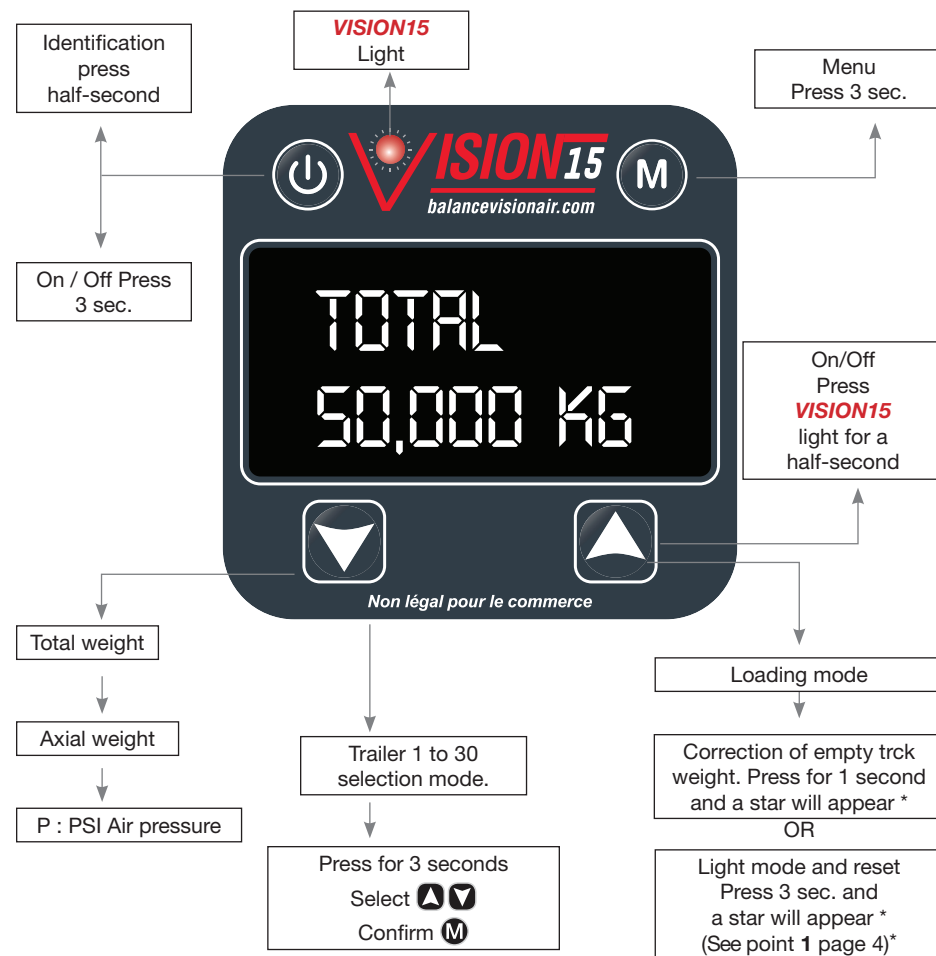 Identification
press
half-second
VISION15
Light
Menu
Press 3 sec.
On / Off Press
3 sec.
VISION15
balancevisionair.com
M
TOTAL
50,000 KG
On/Off
Press
VISION15
light for a
half-second
Non légal pour le commerce
Total weight
Axial weight
P : PSI Air pressure
Trailer 1 to 30
selection mode.
Press for 3 seconds
Select
Confirm M
Loading mode
Correction of empty trck
weight. Press for 1 second
and a star will appear *
OR
Light mode and reset
Press 3 sec. and
a star will appear *
(See point 1 page 4)*